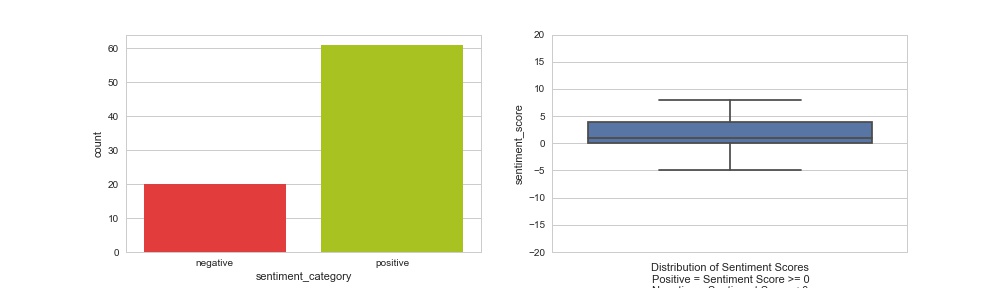 60
50
40
30
20
10
0
count
negative
positive
sentiment_category
20
15
10
5
0
−5
−10
−15
−20
sentiment_score
Distribution of Sentiment Scores
Positive = Sentiment Score >= 0